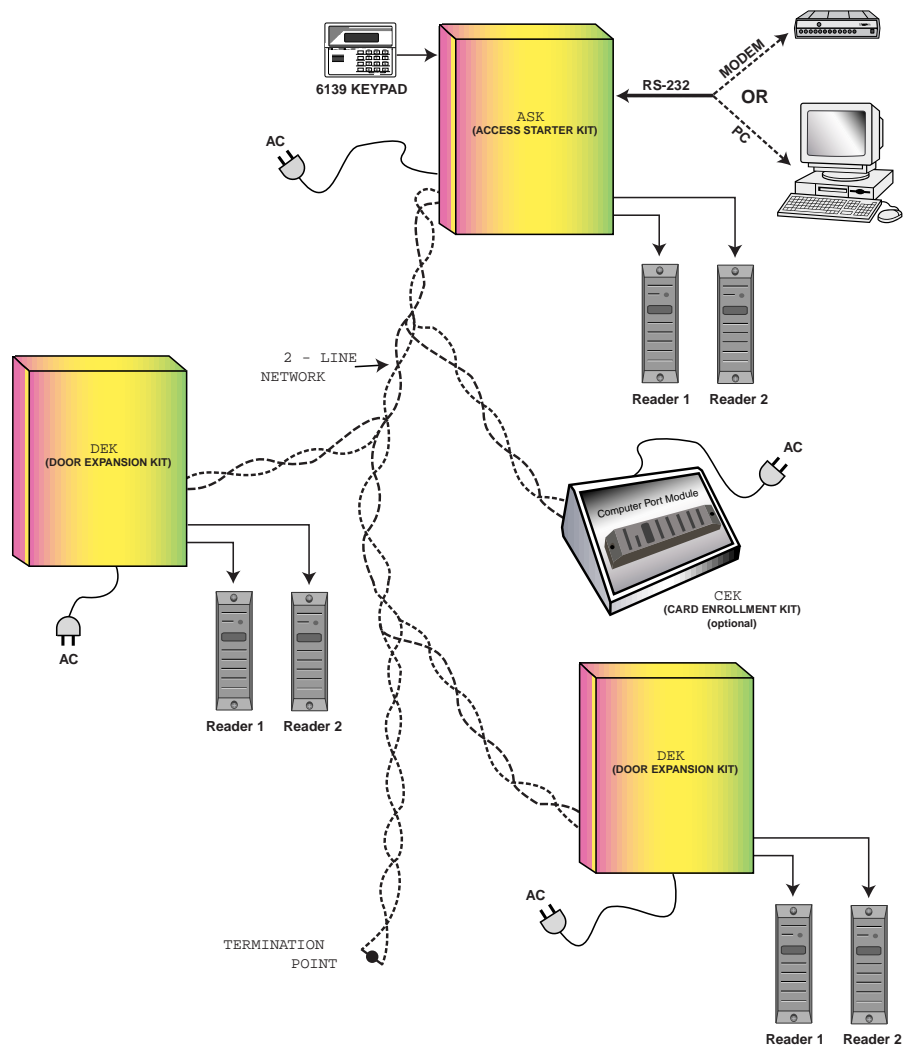 6139 KEYPAD
ASK
(ACCESS STARTER KIT)
RS-232
MODEM
OR
PC
AC
Reader 1
Reader 2
2 - LINE
NETWORK
DEK
(DOOR EXPANSION KIT)
AC
Reader 1
Reader 2
Computer Port Module
AC
CEK
(CARD ENROLLMENT KIT)
(optional)
DEK
(DOOR EXPANSION KIT)
AC
Reader 1
Reader 2
TERMINATION
POINT